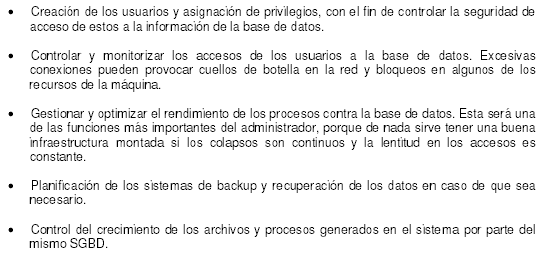 • Creación de los usuarios y asignación de privilegios, con el fin de controlar la seguridad de
acceso de estos a la información de la base de datos.
• Controlar y monitorizar los accesos de los usuarios a la base de datos. Excesivas
conexiones pueden provocar cuellos de botella en la red y bloqueos en algunos de los
recursos de la máquina.
• Gestionar y optimizar el rendimiento de los procesos contra la base de datos. Esta será una
de las funciones más importantes del administrador, porque de nada sirve tener una buena
infraestructura montada si los colapsos son continuos y la lentitud en los accesos es
constante.
• Planificación de los sistemas de backup y recuperación de los datos en caso de que sea
necesario.
• Control del crecimiento de los archivos y procesos generados en el sistema por parte del
mismo SGBD.